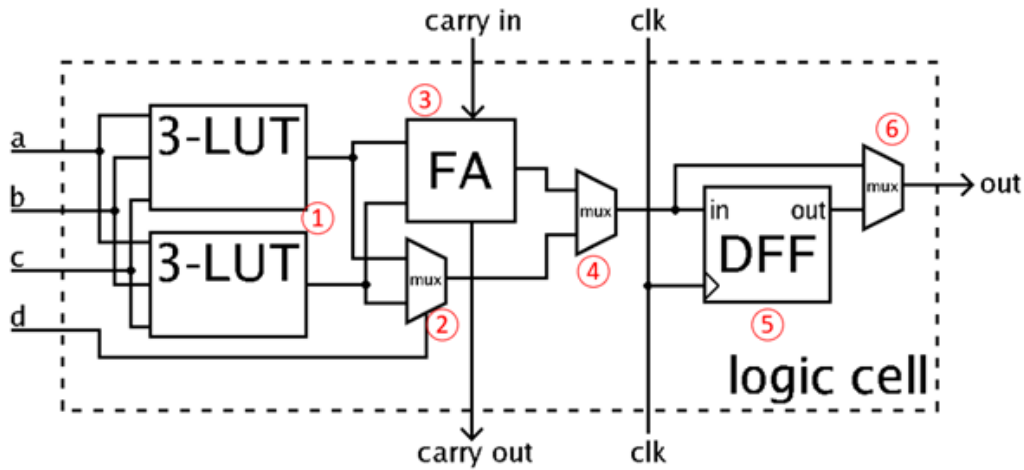 carry in
clk
a
b
c
d
3-LUT
①
3-LUT
③
FA
mux
②
mux
④
in
out
DFF
⑤
⑥
mux
out
logic cell
carry out
clk